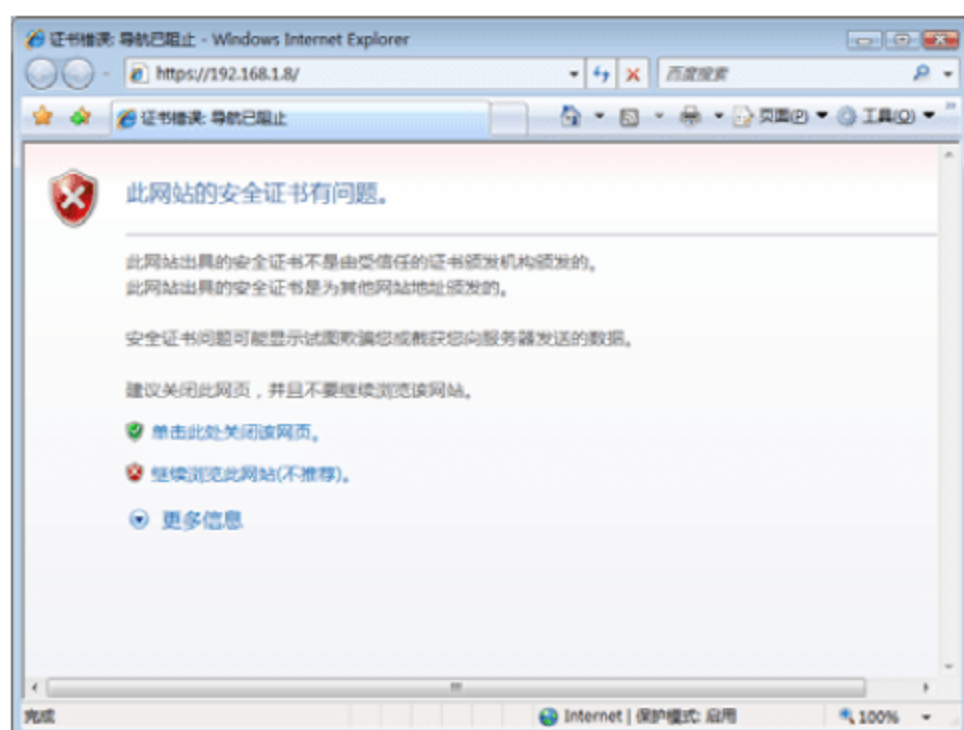 证书错误: 导航已阻止 - Windows Internet Explorer
https://192.168.1.8/
百度搜索
证书错误: 导航已阻止
页面(P)
工具(O)
此网站的安全证书有问题。
此网站出具的安全证书不是由受信任的证书颁发机构颁发的。
此网站出具的安全证书是为其他网站地址颁发的。
安全证书问题可能显示试图欺骗您或截获您向服务器发送的数据。
建议关闭此网页，并且不要继续浏览该网站。
单击此处关闭该网页。
继续浏览此网站(不推荐)。
更多信息
完成
Internet | 保护模式: 启用
100%